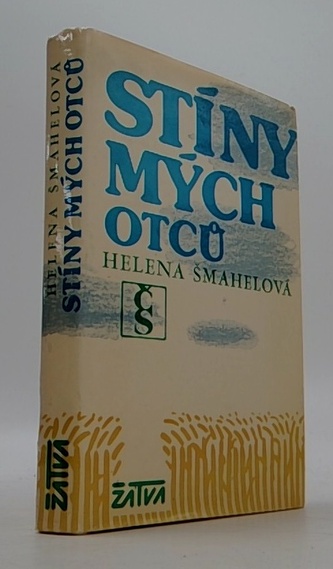 HELENA ŠMAHELOVÁ
STÍNY MÝCH OTCŮ
ŽATVA
STÍNY
MÝCH
OTCŮ
HELENA ŠMAHELOVÁ
ČS
ŽATVA